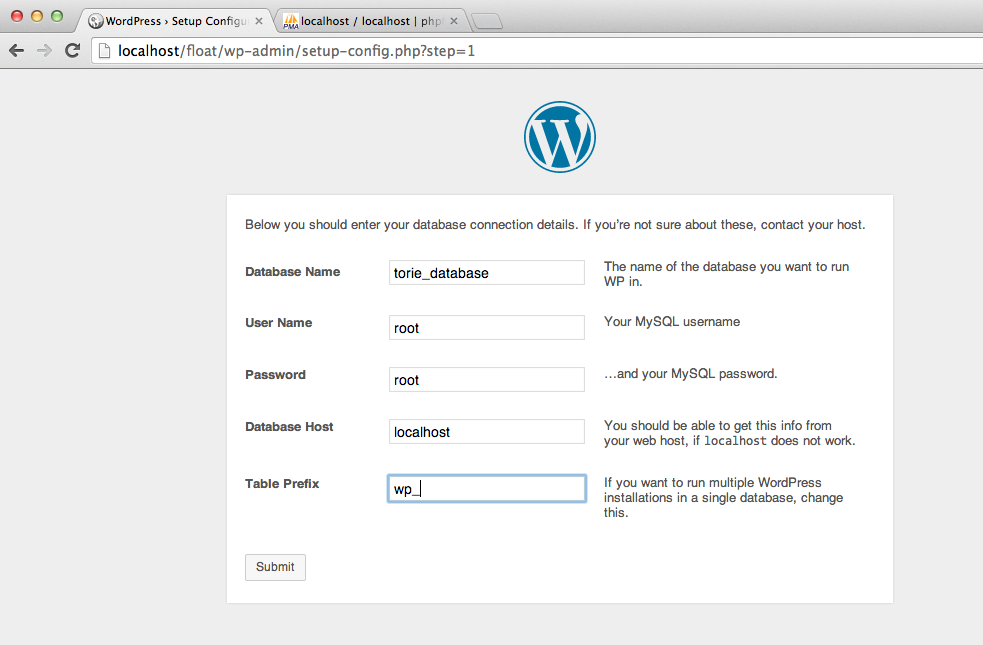 WordPress › Setup Configu
localhost / localhost | php
localhost/float/wp-admin/setup-config.php?step=1
Below you should enter your database connection details. If you’re not sure about these, contact your host.
Database Name
torie_database
The name of the database you want to run
WP in.
User Name
root
Your MySQL username
Password
root
…and your MySQL password.
Database Host
localhost
You should be able to get this info from
your web host, if localhost does not work.
Table Prefix
wp_
If you want to run multiple WordPress
installations in a single database, change
this.
Submit